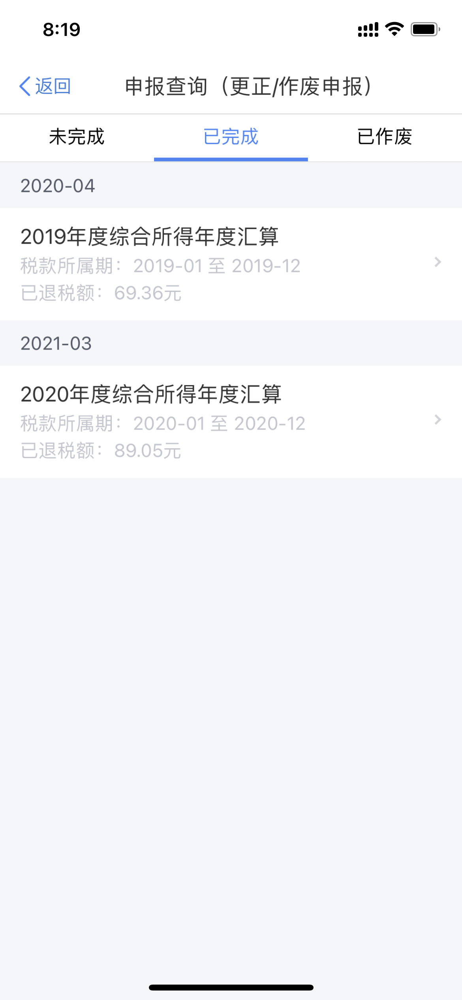 8:19
返回
申报查询（更正/作废申报）
未完成
已完成
已作废
2020-04
2019年度综合所得年度汇算
税款所属期：2019-01 至 2019-12
已退税额：69.36元
2021-03
2020年度综合所得年度汇算
税款所属期：2020-01 至 2020-12
已退税额：89.05元